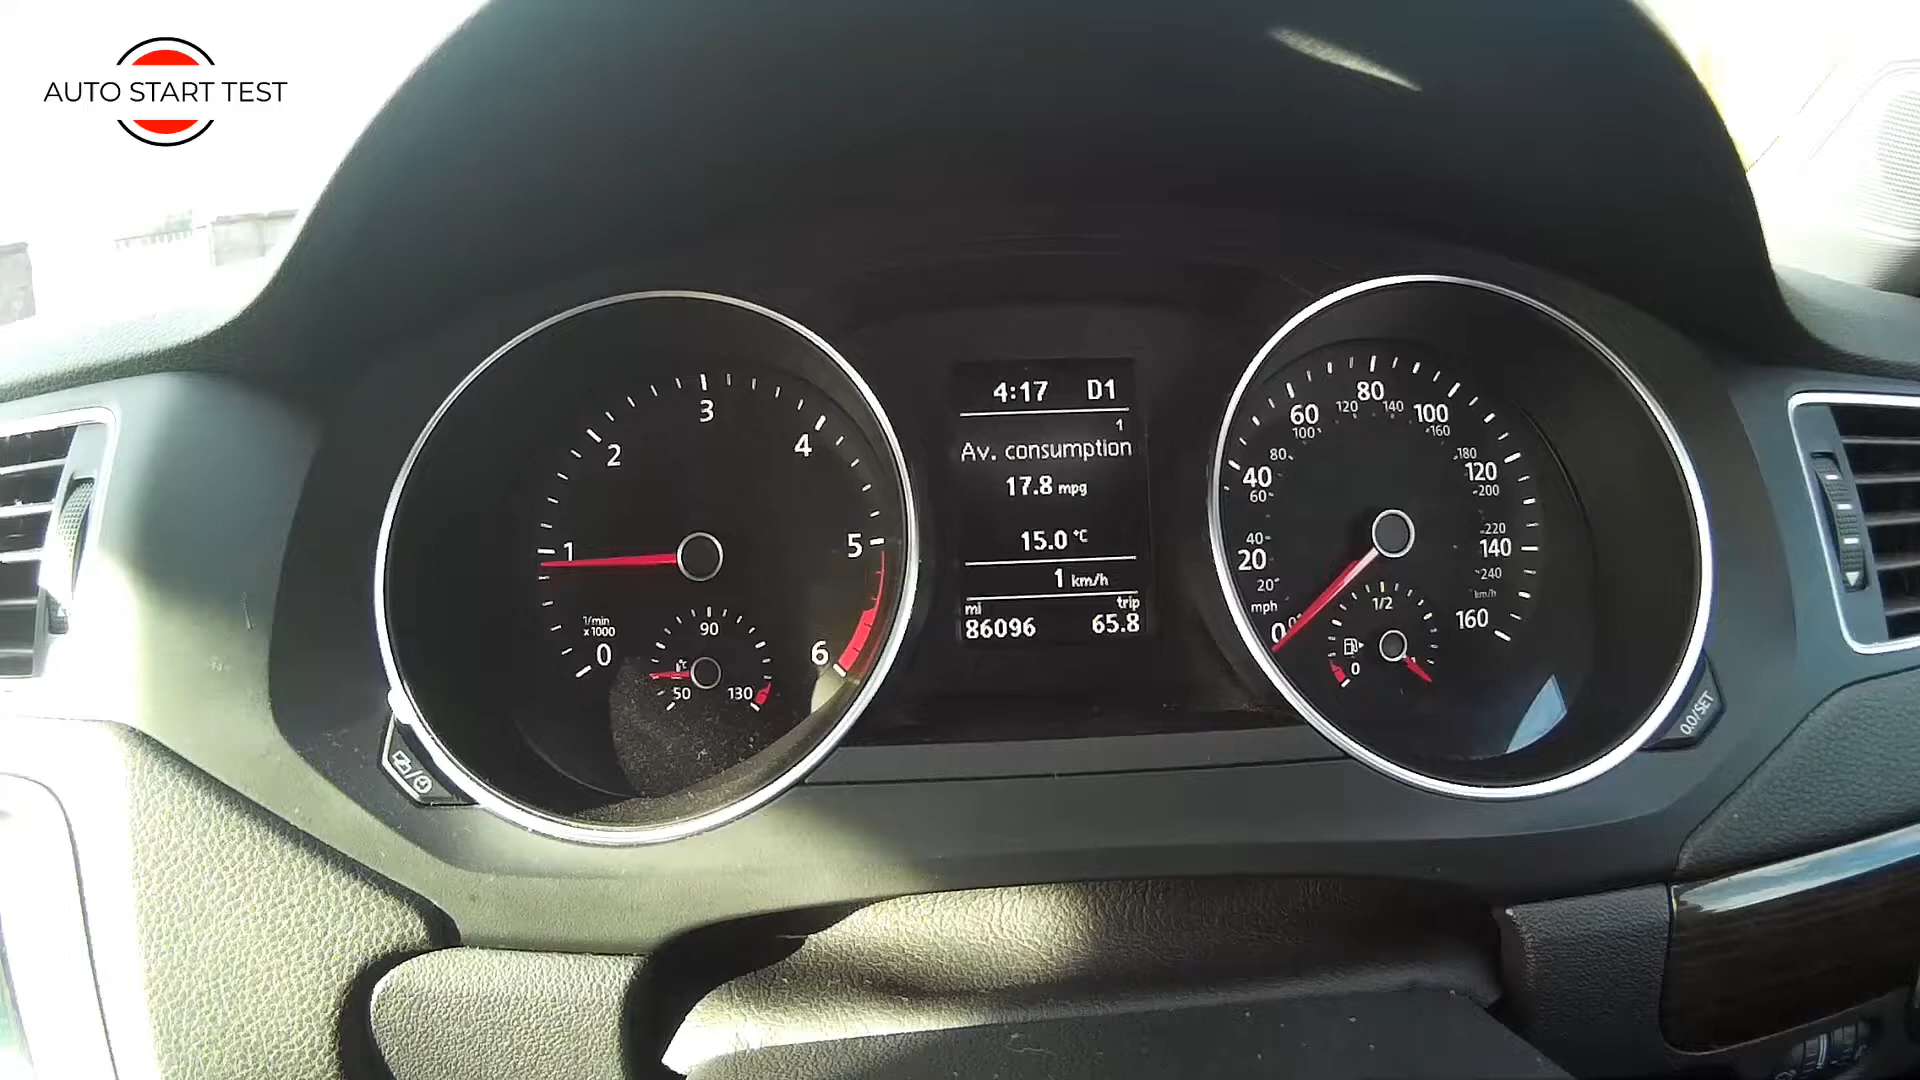 AUTO START TEST
4:17 D1
1
Av. consumption
17.8 mpg
15.0 °C
1 km/h
mi trip
86096 65.8
0 1 2 3 4 5 6
1/min
x1000
90
°C
50 130
0 20 40 60 80 100 120 140 160
20 40 60 80 100 120 140 160 180 200 220 240
mph
km/h
1/2
0
0.0/SET